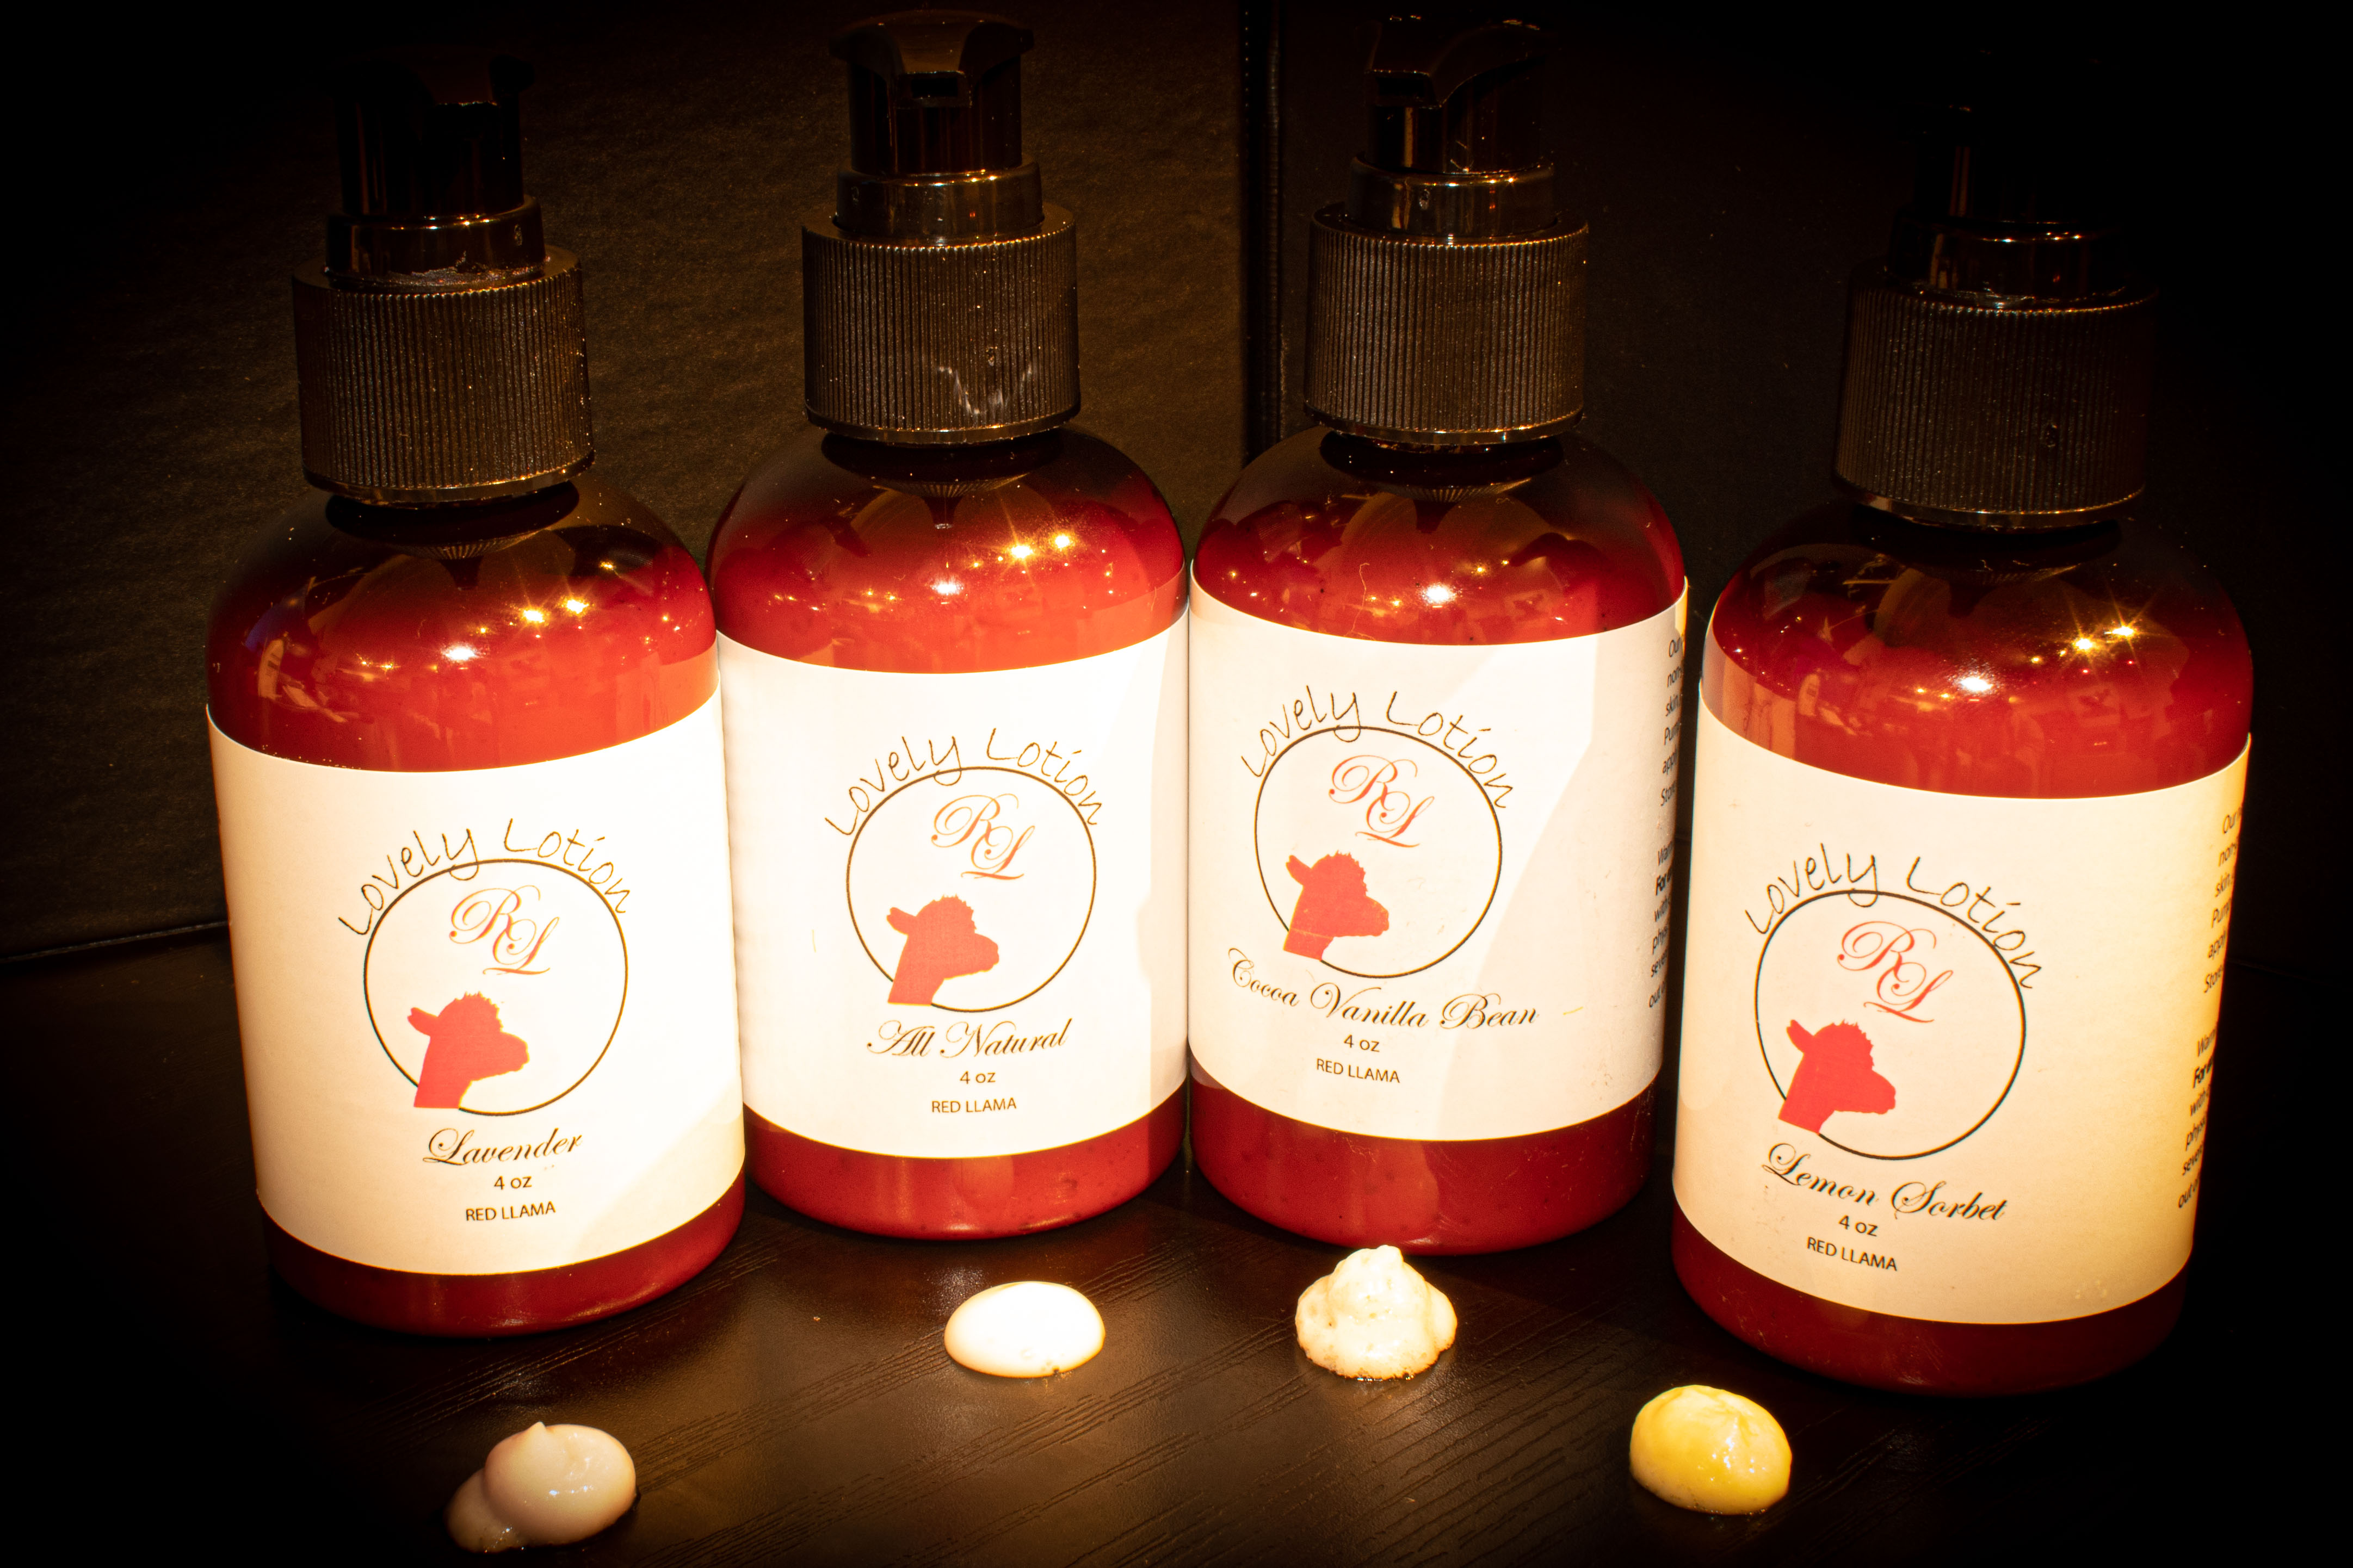 Lovely Lotion
RL
Lavender
4 oz
RED LLAMA
Lovely Lotion
RL
All Natural
4 oz
RED LLAMA
Lovely Lotion
RL
Cocoa Vanilla Bean
4 oz
RED LLAMA
Lovely Lotion
RL
Lemon Sorbet
4 oz
RED LLAMA